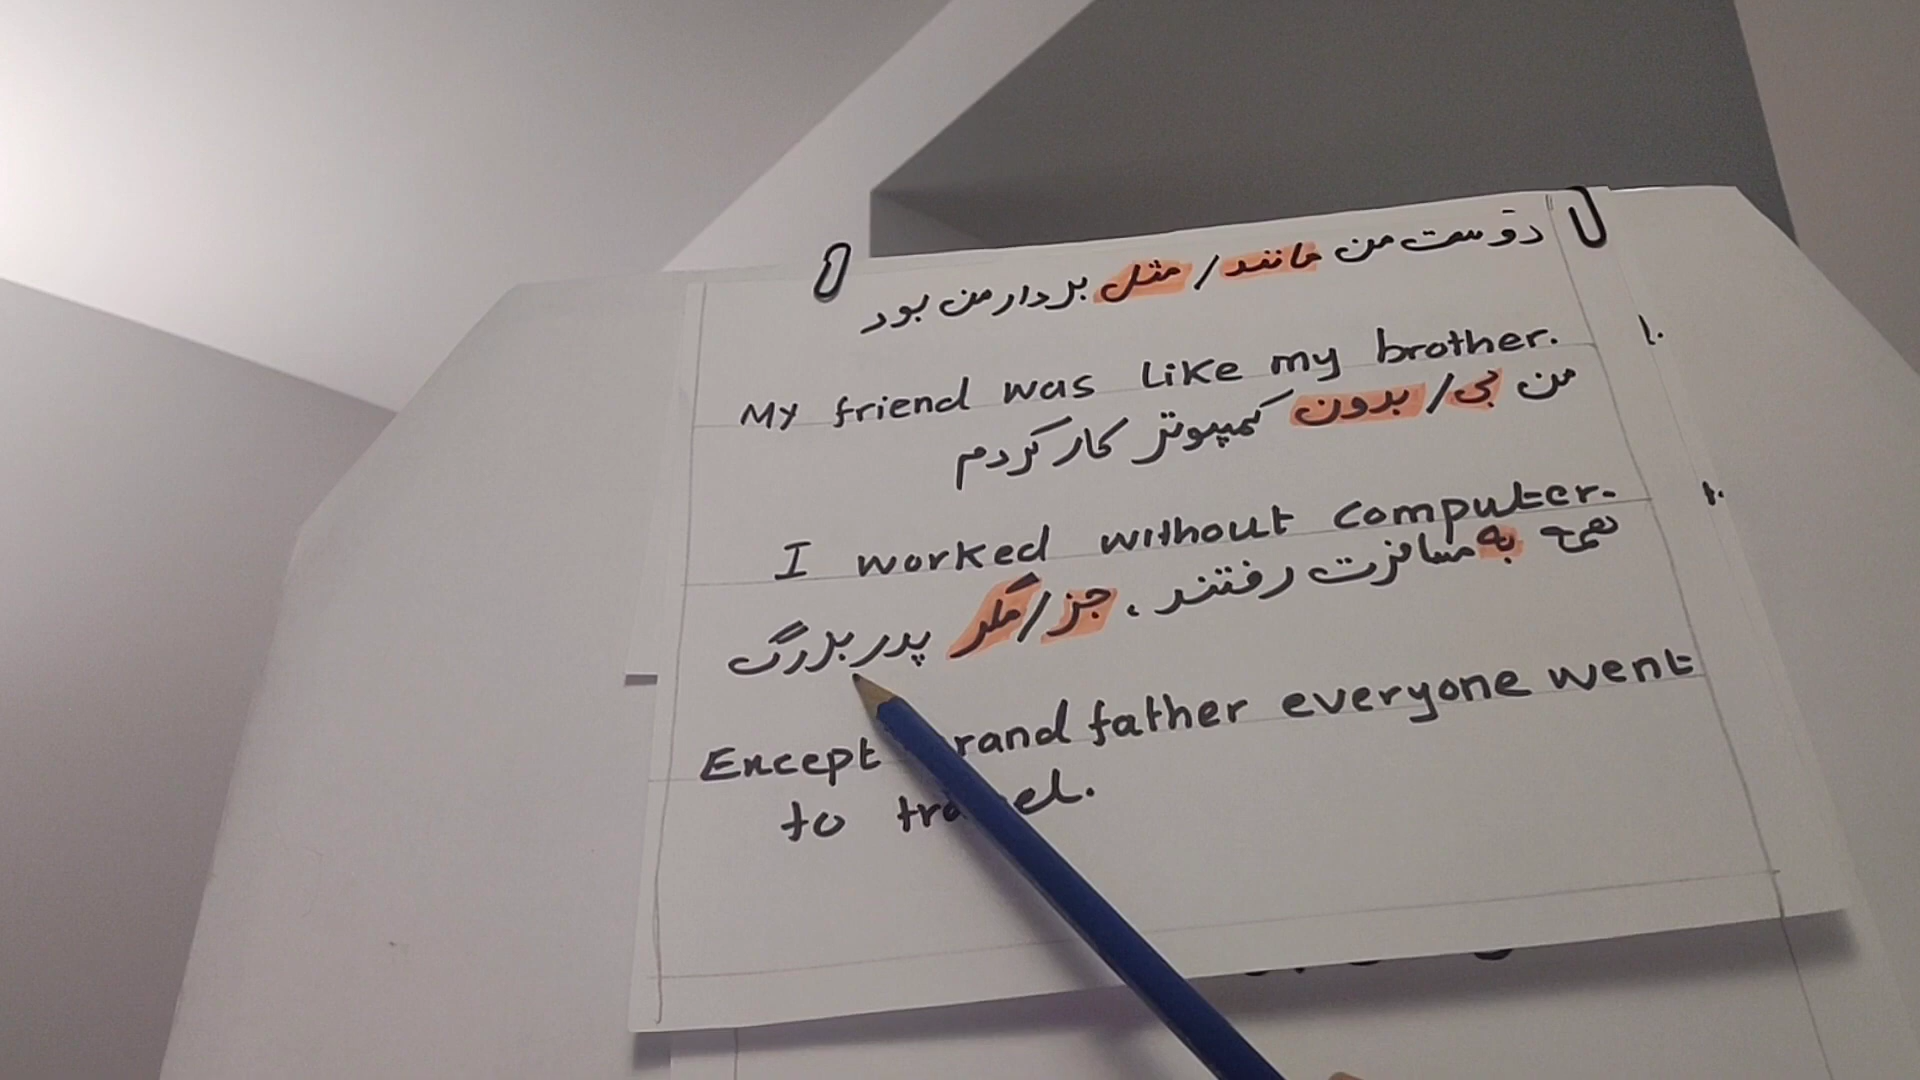 دوست من مانند / مثل بردار من بود
My friend was like my brother.
من بی / بدون کمپیوتر کار کردم
I worked without computer.
همه به مسافرت رفتند ، جز / مگر پدر بزرگ
Except grand father everyone went
to travel.